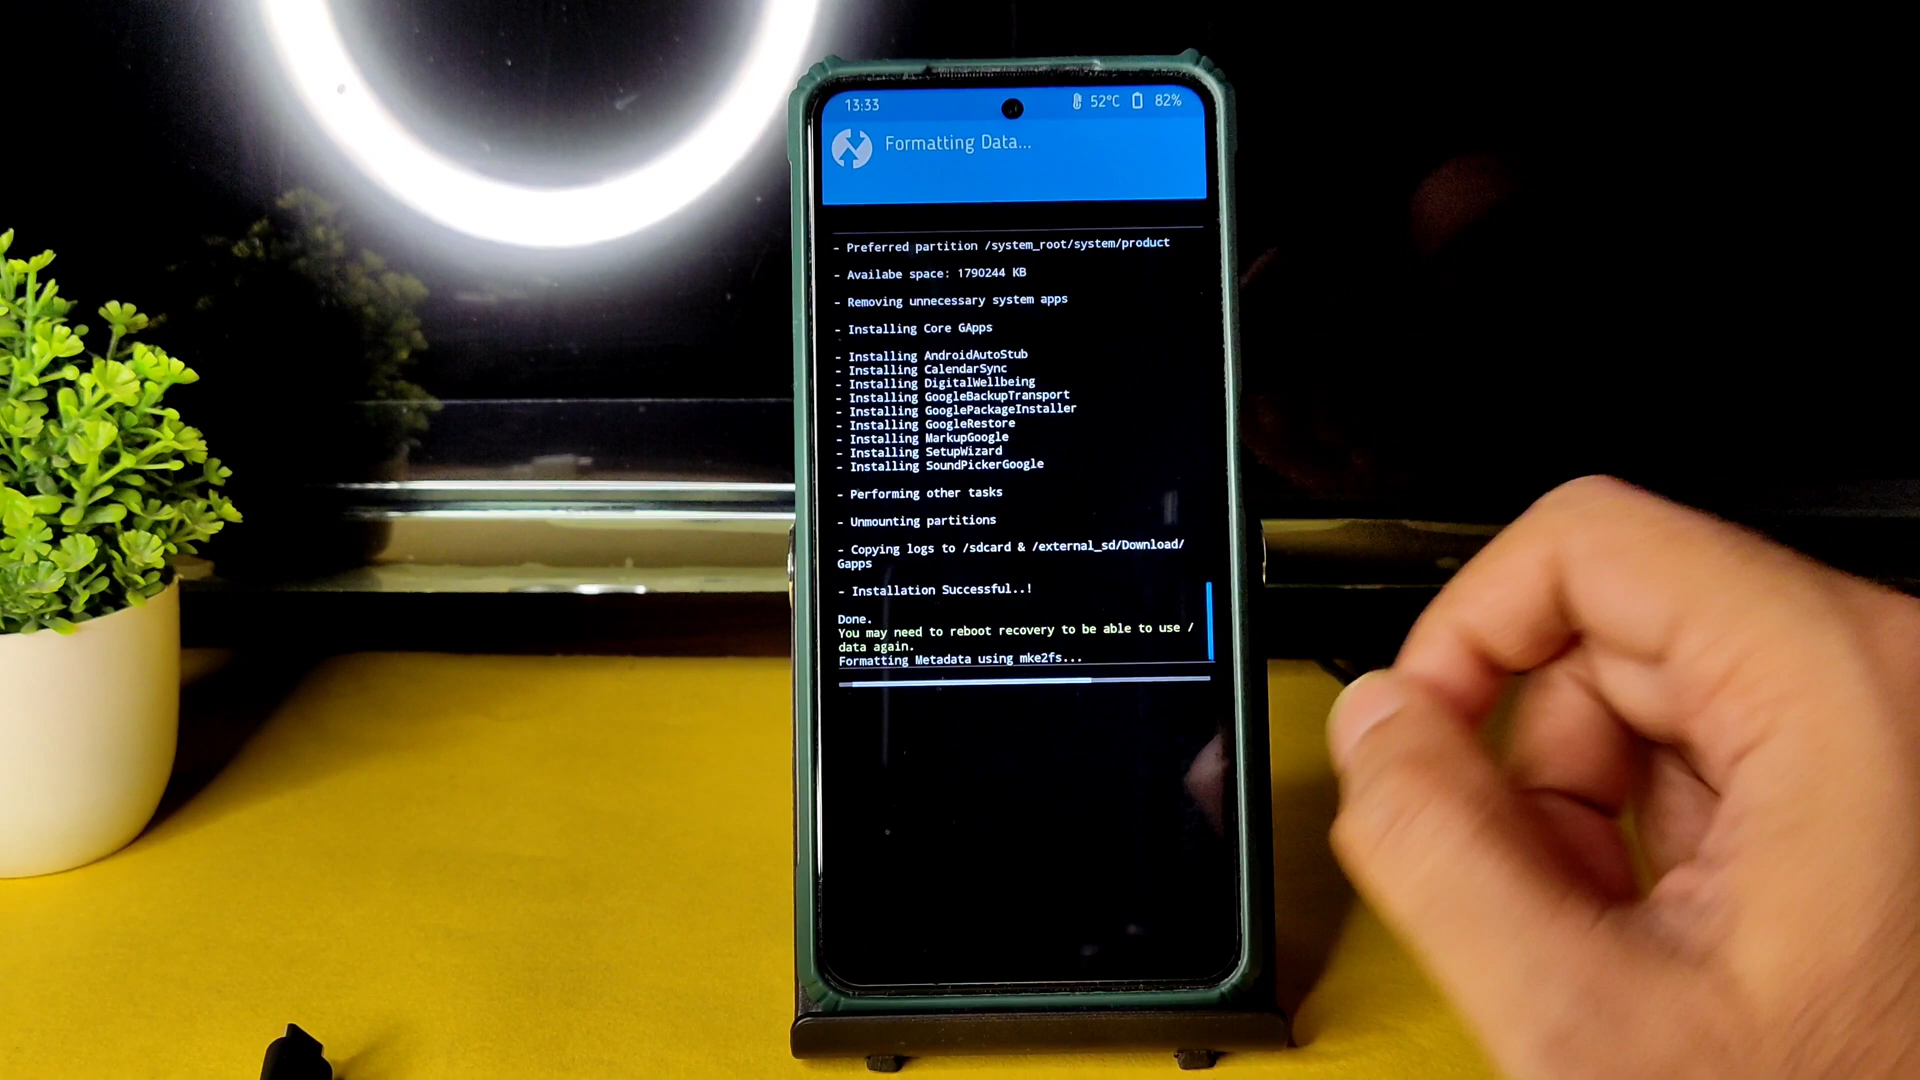 13:33 52°C 82%
Formatting Data...
- Preferred partition /system_root/system/product
- Availabe space: 1790244 KB
- Removing unnecessary system apps
- Installing Core GApps
- Installing AndroidAutoStub
- Installing CalendarSync
- Installing DigitalWellbeing
- Installing GoogleBackupTransport
- Installing GooglePackageInstaller
- Installing GoogleRestore
- Installing MarkupGoogle
- Installing SetupWizard
- Installing SoundPickerGoogle
- Performing other tasks
- Unmounting partitions
- Copying logs to /sdcard & /external_sd/Download/
Gapps
- Installation Successful..!
Done.
You may need to reboot recovery to be able to use /
data again.
Formatting Metadata using mke2fs...